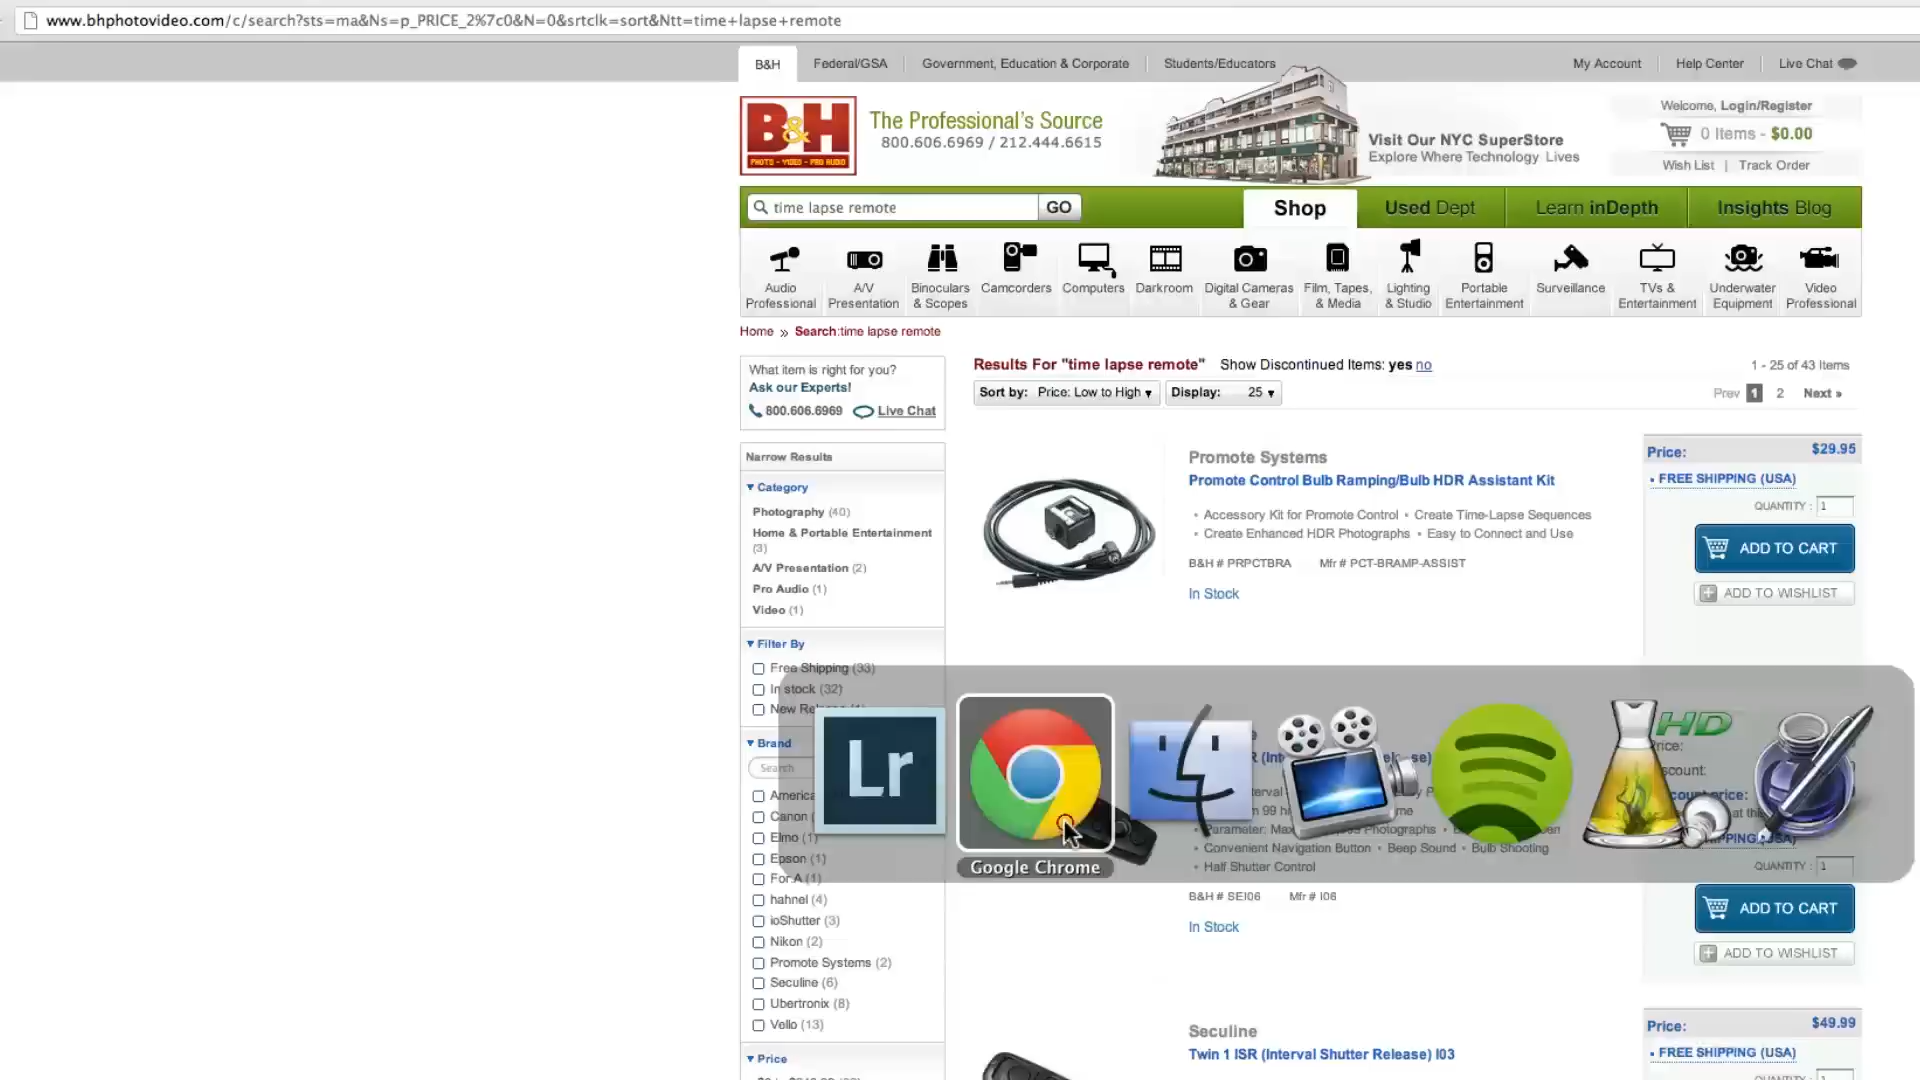 www.bhphotovideo.com/c/search?sts=ma&Ns=p_PRICE_2%7c0&N=0&srtclk=sort&Ntt=time+lapse+remote
B&H
Federal/GSA
Government, Education & Corporate
Students/Educators
My Account
Help Center
Live Chat
B&H
PHOTO - VIDEO - PRO AUDIO
The Professional's Source
800.606.6969 / 212.444.6615
Visit Our NYC SuperStore
Explore Where Technology Lives
Welcome, Login/Register
0 Items - $0.00
Wish List | Track Order
time lapse remote
GO
Shop
Used Dept
Learn inDepth
Insights Blog
Audio
Professional
A/V
Presentation
Binoculars
& Scopes
Camcorders
Computers
Darkroom
Digital Cameras
& Gear
Film, Tapes,
& Media
Lighting
& Studio
Portable
Entertainment
Surveillance
TVs &
Entertainment
Underwater
Equipment
Video
Professional
Home » Search:time lapse remote
What item is right for you?
Ask our Experts!
800.606.6969 Live Chat
Results For "time lapse remote" Show Discontinued Items: yes no
1 - 25 of 43 Items
Sort by: Price: Low to High ▾
Display: 25 ▾
Prev 1 2 Next »
Narrow Results
▾ Category
Photography (40)
Home & Portable Entertainment
(3)
A/V Presentation (2)
Pro Audio (1)
Video (1)
▾ Filter By
Free Shipping (33)
In stock (32)
▾ Brand
Search
Canon
Elmo (1)
Epson (1)
For.A (1)
hahnel (4)
ioShutter (3)
Nikon (2)
Promote Systems (2)
Seculine (6)
Ubertronix (8)
Vello (13)
▾ Price
Promote Systems
Promote Control Bulb Ramping/Bulb HDR Assistant Kit
• Accessory Kit for Promote Control • Create Time-Lapse Sequences
• Create Enhanced HDR Photographs • Easy to Connect and Use
B&H # PRPCTBRA Mfr # PCT-BRAMP-ASSIST
In Stock
Price: $29.95
• FREE SHIPPING (USA)
QUANTITY : 1
ADD TO CART
ADD TO WISHLIST
Lr
HD
Google Chrome
• Convenient Navigation Button • Beep Sound • Bulb Shooting
• Half Shutter Control
B&H # SEI06 Mfr # I06
In Stock
QUANTITY : 1
ADD TO CART
ADD TO WISHLIST
Seculine
Twin 1 ISR (Interval Shutter Release) I03
Price: $49.99
• FREE SHIPPING (USA)